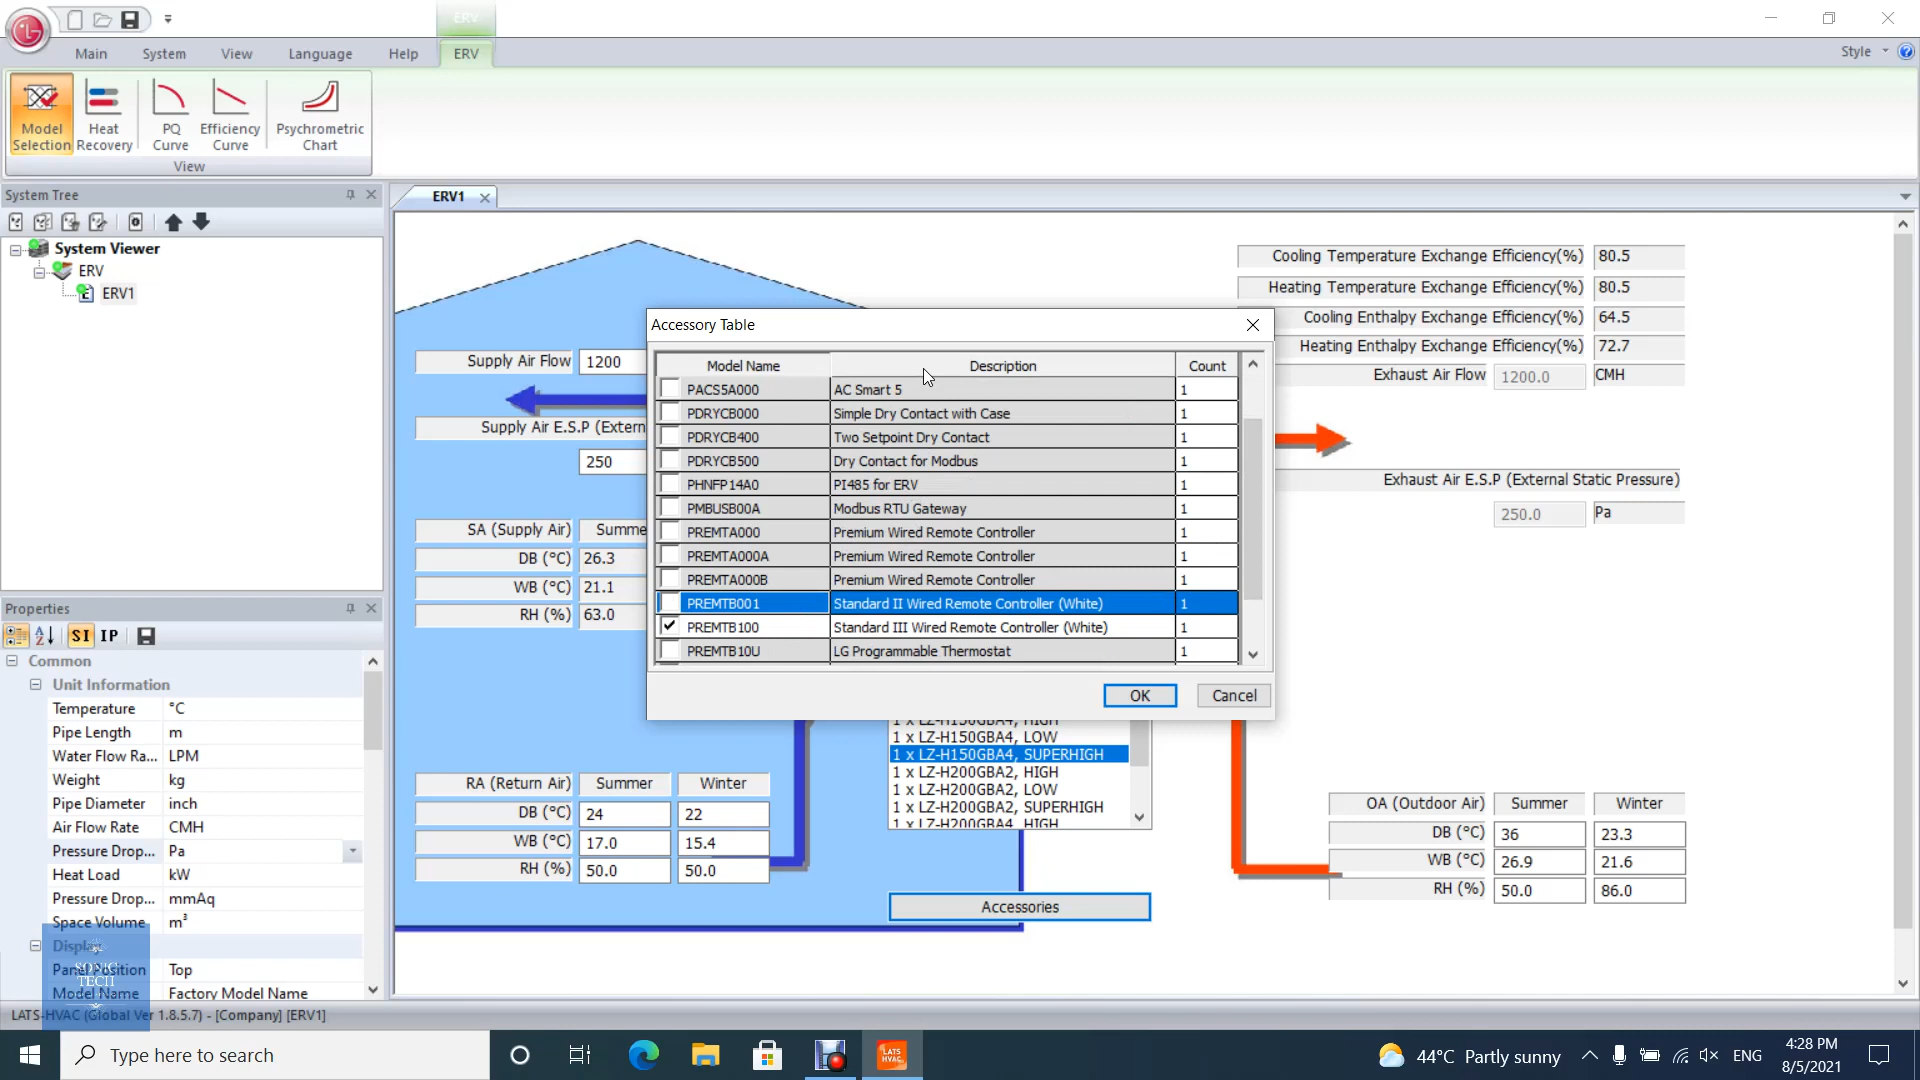 ERV
Main System View Language Help ERV
Style
Model Selection
Heat Recovery
PQ Curve
Efficiency Curve
Psychrometric Chart
View
System Tree
System Viewer
ERV
ERV1
ERV1
Cooling Temperature Exchange Efficiency(%) 80.5
Heating Temperature Exchange Efficiency(%) 80.5
Cooling Enthalpy Exchange Efficiency(%) 64.5
Heating Enthalpy Exchange Efficiency(%) 72.7
Supply Air Flow 1200
Exhaust Air Flow 1200.0 CMH
Supply Air E.S.P (Extern
250
Exhaust Air E.S.P (External Static Pressure)
250.0 Pa
SA (Supply Air) Summe
DB (°C) 26.3
WB (°C) 21.1
RH (%) 63.0
Accessory Table
Model Name Description Count
PACS5A000 AC Smart 5 1
PDRYCB000 Simple Dry Contact with Case 1
PDRYCB400 Two Setpoint Dry Contact 1
PDRYCB500 Dry Contact for Modbus 1
PHNFP14A0 PI485 for ERV 1
PMBUSB00A Modbus RTU Gateway 1
PREMTA000 Premium Wired Remote Controller 1
PREMTA000A Premium Wired Remote Controller 1
PREMTA000B Premium Wired Remote Controller 1
PREMTB001 Standard II Wired Remote Controller (White) 1
PREMTB100 Standard III Wired Remote Controller (White) 1
PREMTB10U LG Programmable Thermostat 1
OK Cancel
1 x LZ-H150GBA4, HIGH
1 x LZ-H150GBA4, LOW
1 x LZ-H150GBA4, SUPERHIGH
1 x LZ-H200GBA2, HIGH
1 x LZ-H200GBA2, LOW
1 x LZ-H200GBA2, SUPERHIGH
1 x LZ-H200GBA4, HIGH
RA (Return Air) Summer Winter
DB (°C) 24 22
WB (°C) 17.0 15.4
RH (%) 50.0 50.0
Accessories
OA (Outdoor Air) Summer Winter
DB (°C) 36 23.3
WB (°C) 26.9 21.6
RH (%) 50.0 86.0
Properties
SI IP
Common
Unit Information
Temperature °C
Pipe Length m
Water Flow Ra... LPM
Weight kg
Pipe Diameter inch
Air Flow Rate CMH
Pressure Drop... Pa
Heat Load kW
Pressure Drop... mmAq
Space Volume m³
Display
Panel Position Top
Model Name Factory Model Name
SONIC
TECH
LATS-HVAC (Global Ver 1.8.5.7) - [Company] [ERV1]
Type here to search
LATS HVAC
44°C Partly sunny
ENG
4:28 PM
8/5/2021